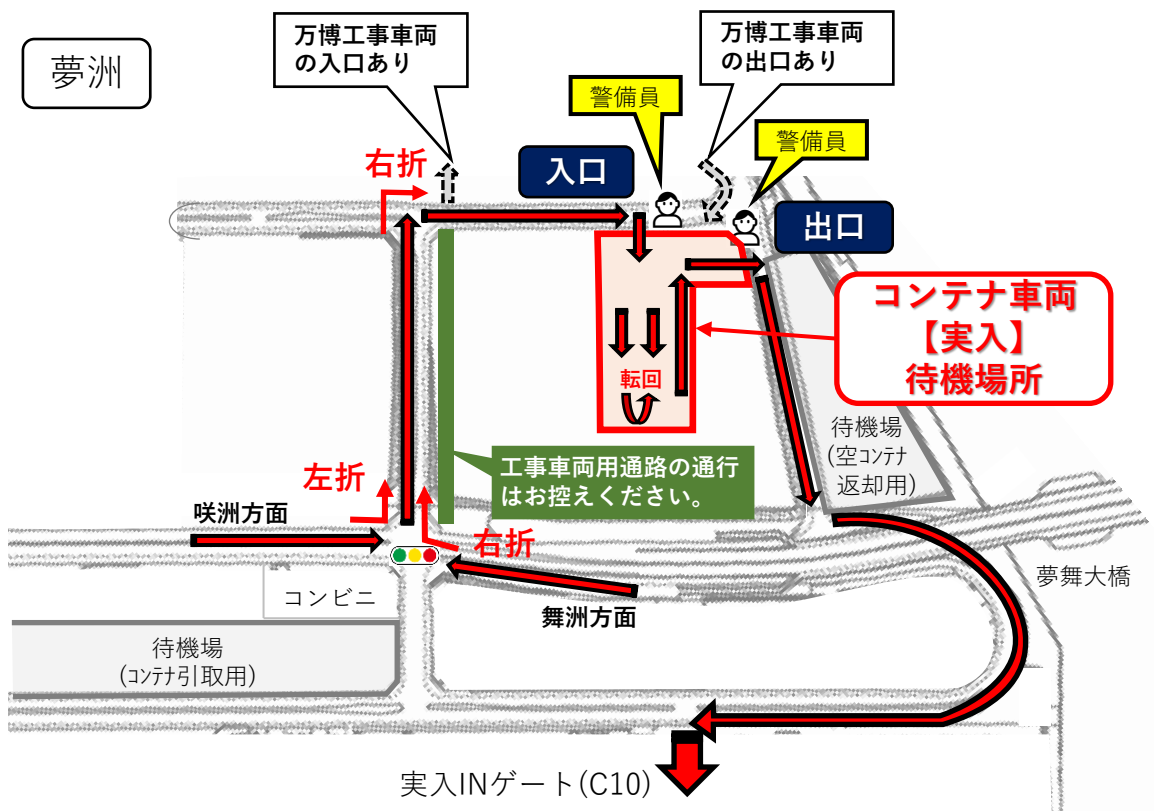 夢洲
万博工事車両
の入口あり
万博工事車両
の出口あり
警備員
警備員
右折
入口
出口
コンテナ車両
【実入】
待機場所
転回
待機場
(空ｺﾝﾃﾅ
返却用)
工事車両用通路の通行
はお控えください。
左折
咲洲方面
右折
夢舞大橋
コンビニ
舞洲方面
待機場
(ｺﾝﾃﾅ引取用)
実入INゲート(C10)